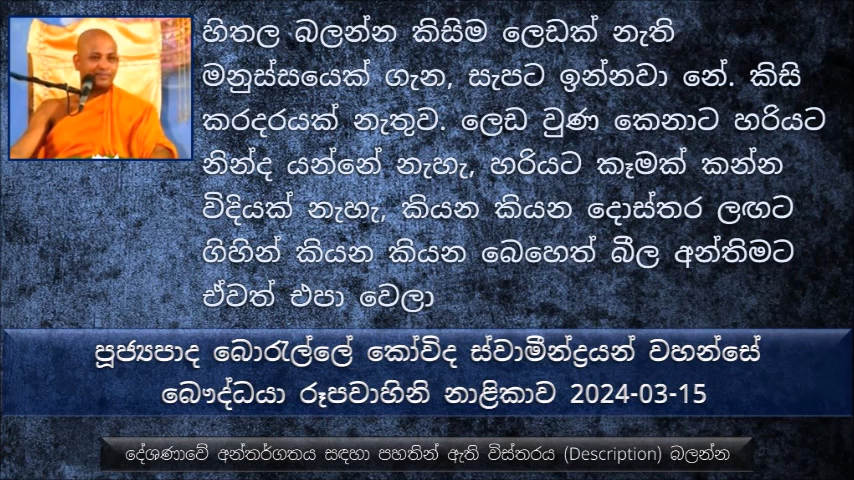 හිතල බලන්න කිසිම ලෙඩක් නැති
මනුස්සයෙක් ගැන, සැපට ඉන්නවා නේ. කිසි
කරදරයක් නැතුව. ලෙඩ වුණ කෙනාට හරියට
නින්ද යන්නේ නැහැ, හරියට කෑමක් කන්න
විදියක් නැහැ, කියන කියන දොස්තර ලඟට
ගිහින් කියන කියන බෙහෙත් බීල අන්තිමට
ඒවත් එපා වෙලා
පූජ්‍යපාද බොරැල්ලේ කෝවිද ස්වාමීන්ද්‍රයන් වහන්සේ
බෞද්ධයා රූපවාහිනි නාළිකාව 2024-03-15
දේශණාවේ අන්තර්ගතය සඳහා පහතින් ඇති විස්තරය (Description) බලන්න